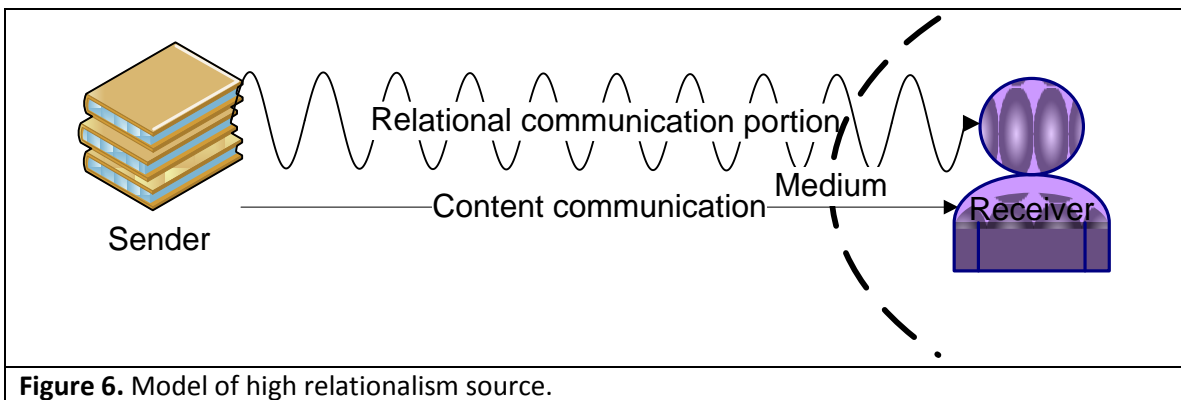 Relational communication portion
Medium
Content communication
Receiver
Sender
Figure 6. Model of high relationalism source.